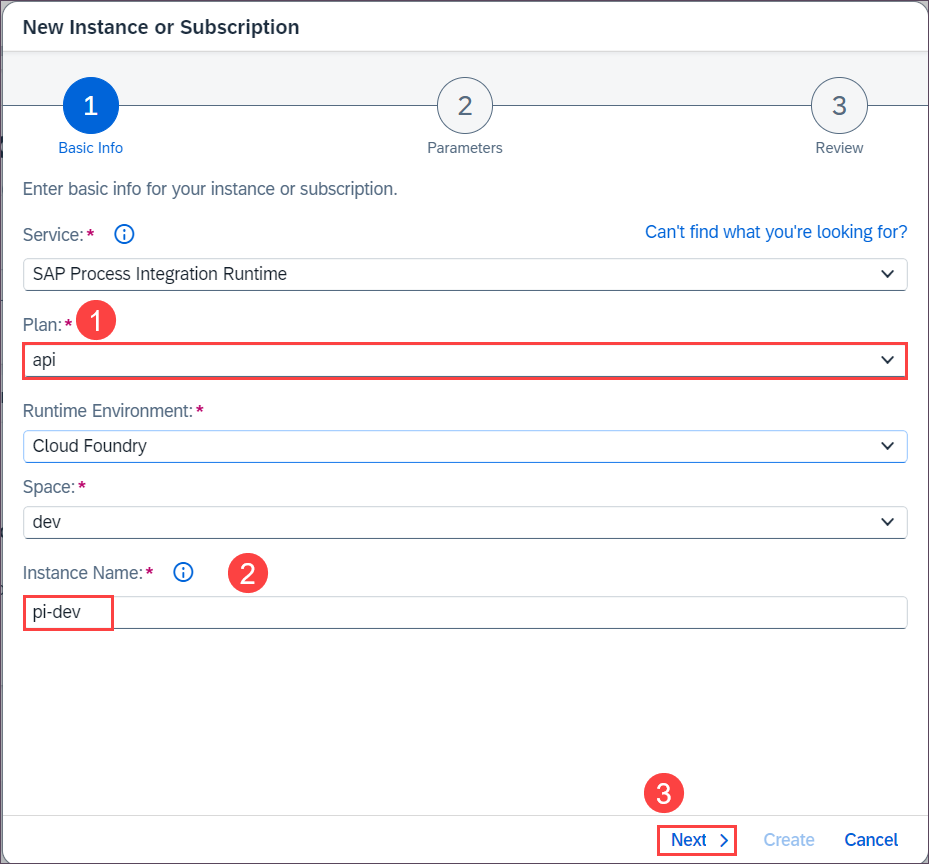 New Instance or Subscription
1 2 3
Basic Info Parameters Review
Enter basic info for your instance or subscription.
Service:* Can't find what you're looking for?
SAP Process Integration Runtime
Plan:* 1
api
Runtime Environment:*
Cloud Foundry
Space:*
dev
Instance Name:* 2
pi-dev
3
Next Create Cancel